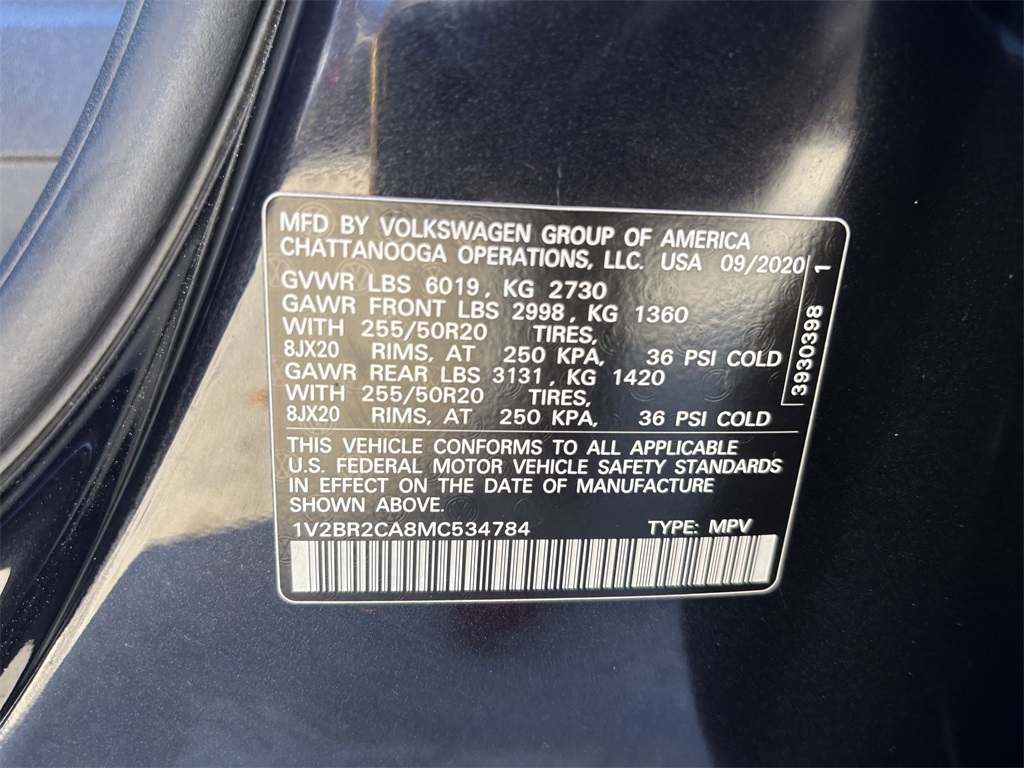 MFD BY VOLKSWAGEN GROUP OF AMERICA
CHATTANOOGA OPERATIONS, LLC. USA 09/2020
GVWR LBS 6019, KG 2730
GAWR FRONT LBS 2998, KG 1360
WITH 255/50R20 TIRES,
8JX20 RIMS, AT 250 KPA, 36 PSI COLD
GAWR REAR LBS 3131, KG 1420
WITH 255/50R20 TIRES,
8JX20 RIMS, AT 250 KPA, 36 PSI COLD
3930398 1
THIS VEHICLE CONFORMS TO ALL APPLICABLE
U.S. FEDERAL MOTOR VEHICLE SAFETY STANDARDS
IN EFFECT ON THE DATE OF MANUFACTURE
SHOWN ABOVE.
1V2BR2CA8MC534784 TYPE: MPV